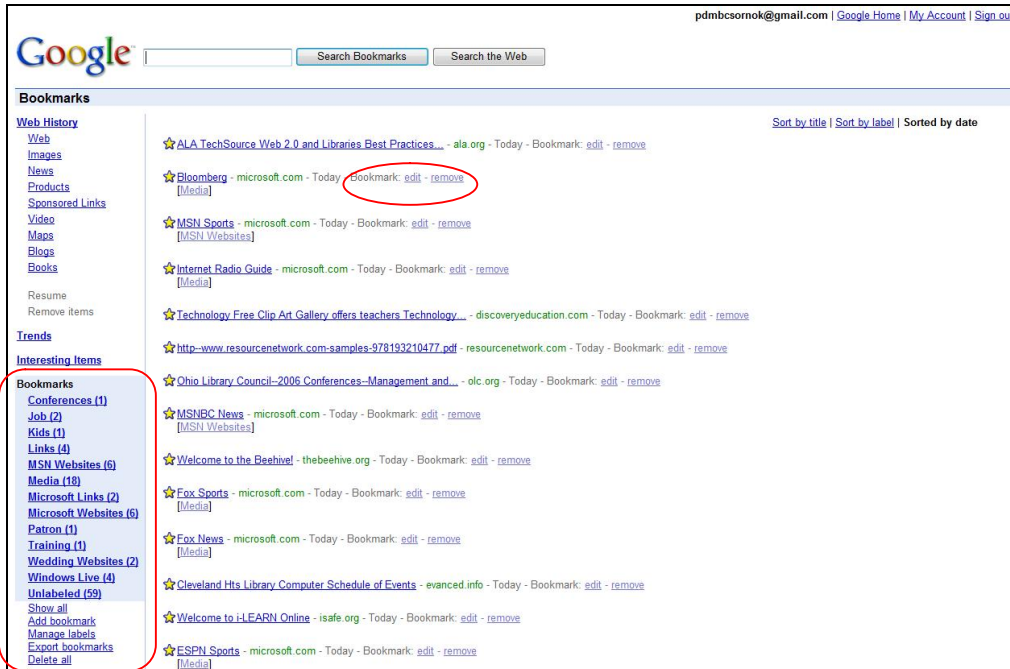 pdmbcsornok@gmail.com | Google Home | My Account | Sign ou
Google
Search Bookmarks
Search the Web
Bookmarks
Web History
Web
Images
News
Products
Sponsored Links
Video
Maps
Blogs
Books
Resume
Remove items
Trends
Interesting Items
Bookmarks
Conferences (1)
Job (2)
Kids (1)
Links (4)
MSN Websites (6)
Media (18)
Microsoft Links (2)
Microsoft Websites (6)
Patron (1)
Training (1)
Wedding Websites (2)
Windows Live (4)
Unlabeled (59)
Show all
Add bookmark
Manage labels
Export bookmarks
Delete all
Sort by title | Sort by label | Sorted by date
ALA TechSource Web 2.0 and Libraries Best Practices... - ala.org - Today - Bookmark: edit - remove
Bloomberg - microsoft.com - Today - Bookmark: edit - remove
[Media]
MSN Sports - microsoft.com - Today - Bookmark: edit - remove
[MSN Websites]
Internet Radio Guide - microsoft.com - Today - Bookmark: edit - remove
[Media]
Technology Free Clip Art Gallery offers teachers Technology... - discoveryeducation.com - Today - Bookmark: edit - remove
http--www.resourcenetwork.com-samples-978193210477.pdf - resourcenetwork.com - Today - Bookmark: edit - remove
Ohio Library Council--2006 Conferences--Management and... - olc.org - Today - Bookmark: edit - remove
MSNBC News - microsoft.com - Today - Bookmark: edit - remove
[MSN Websites]
Welcome to the Beehive! - thebeehive.org - Today - Bookmark: edit - remove
Fox Sports - microsoft.com - Today - Bookmark: edit - remove
[Media]
Fox News - microsoft.com - Today - Bookmark: edit - remove
[Media]
Cleveland Hts Library Computer Schedule of Events - evanced.info - Today - Bookmark: edit - remove
Welcome to i-LEARN Online - isafe.org - Today - Bookmark: edit - remove
ESPN Sports - microsoft.com - Today - Bookmark: edit - remove
[Media]